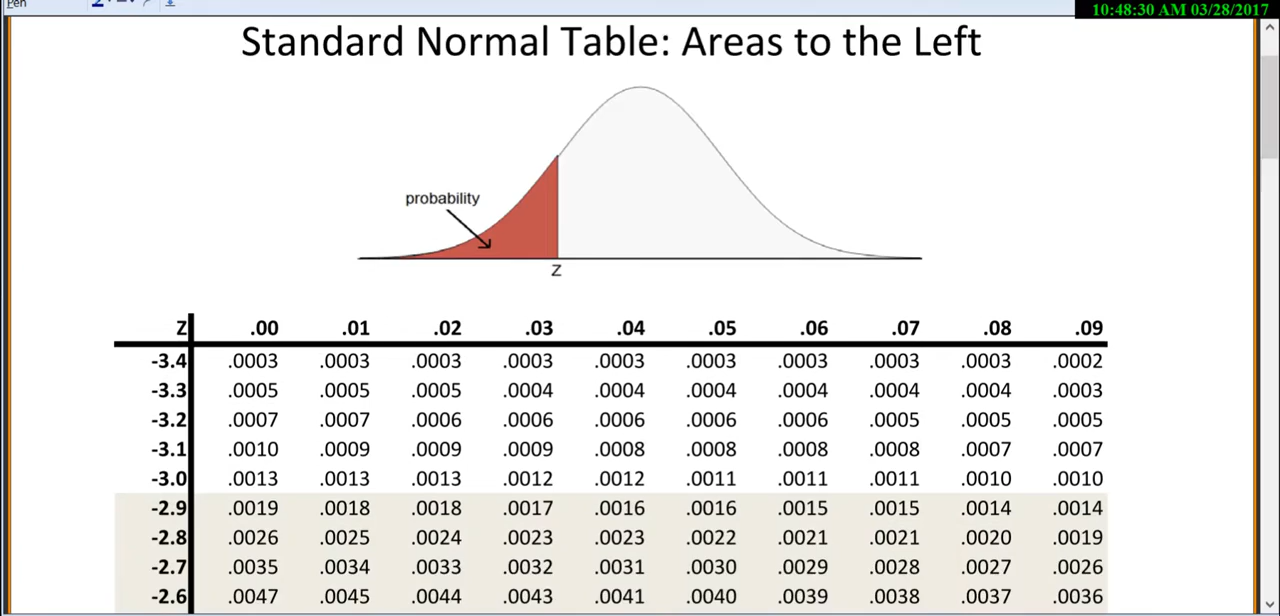 Pen
10:48:30 AM 03/28/2017
Standard Normal Table: Areas to the Left
probability
Z
Z .00 .01 .02 .03 .04 .05 .06 .07 .08 .09
-3.4 .0003 .0003 .0003 .0003 .0003 .0003 .0003 .0003 .0003 .0002
-3.3 .0005 .0005 .0005 .0004 .0004 .0004 .0004 .0004 .0004 .0003
-3.2 .0007 .0007 .0006 .0006 .0006 .0006 .0006 .0005 .0005 .0005
-3.1 .0010 .0009 .0009 .0009 .0008 .0008 .0008 .0008 .0007 .0007
-3.0 .0013 .0013 .0013 .0012 .0012 .0011 .0011 .0011 .0010 .0010
-2.9 .0019 .0018 .0018 .0017 .0016 .0016 .0015 .0015 .0014 .0014
-2.8 .0026 .0025 .0024 .0023 .0023 .0022 .0021 .0021 .0020 .0019
-2.7 .0035 .0034 .0033 .0032 .0031 .0030 .0029 .0028 .0027 .0026
-2.6 .0047 .0045 .0044 .0043 .0041 .0040 .0039 .0038 .0037 .0036